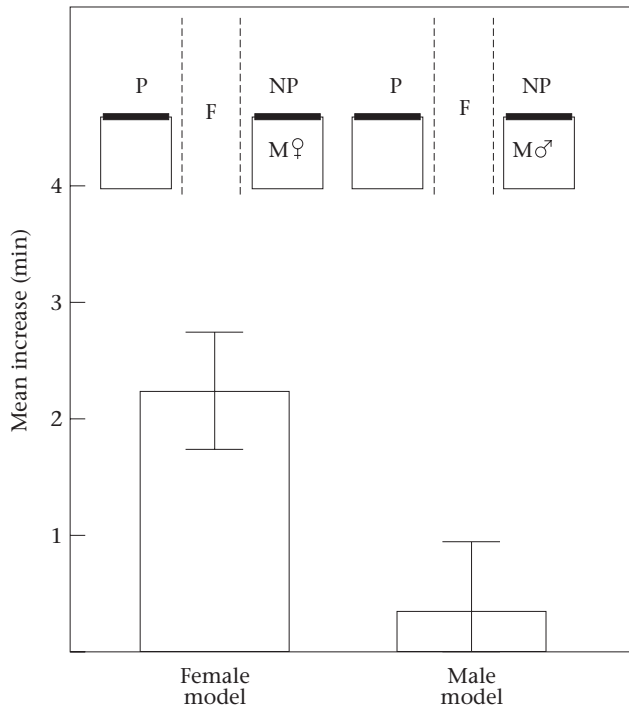 P
F
NP
P
F
NP
M♀
M♂
4
3
2
1
Mean increase (min)
Female
model
Male
model